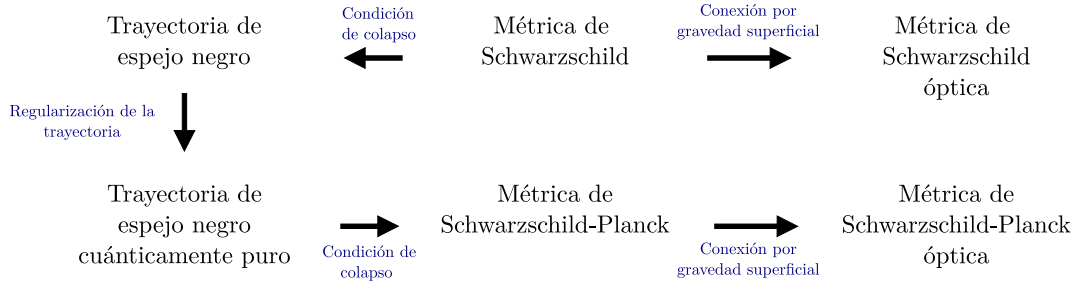 Trayectoria de
espejo negro
Condición
de colapso
Métrica de
Schwarzschild
Conexión por
gravedad superficial
Métrica de
Schwarzschild
óptica
Regularización de la
trayectoria
Trayectoria de
espejo negro
cuánticamente puro
Condición de
colapso
Métrica de
Schwarzschild-Planck
Conexión por
gravedad superficial
Métrica de
Schwarzschild-Planck
óptica